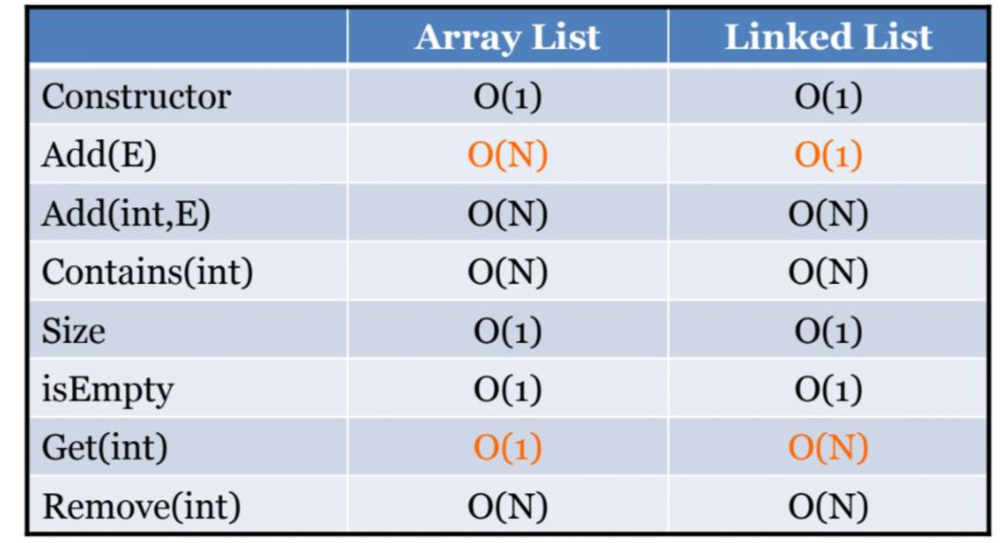 Array List Linked List
Constructor O(1) O(1)
Add(E) O(N) O(1)
Add(int,E) O(N) O(N)
Contains(int) O(N) O(N)
Size O(1) O(1)
isEmpty O(1) O(1)
Get(int) O(1) O(N)
Remove(int) O(N) O(N)